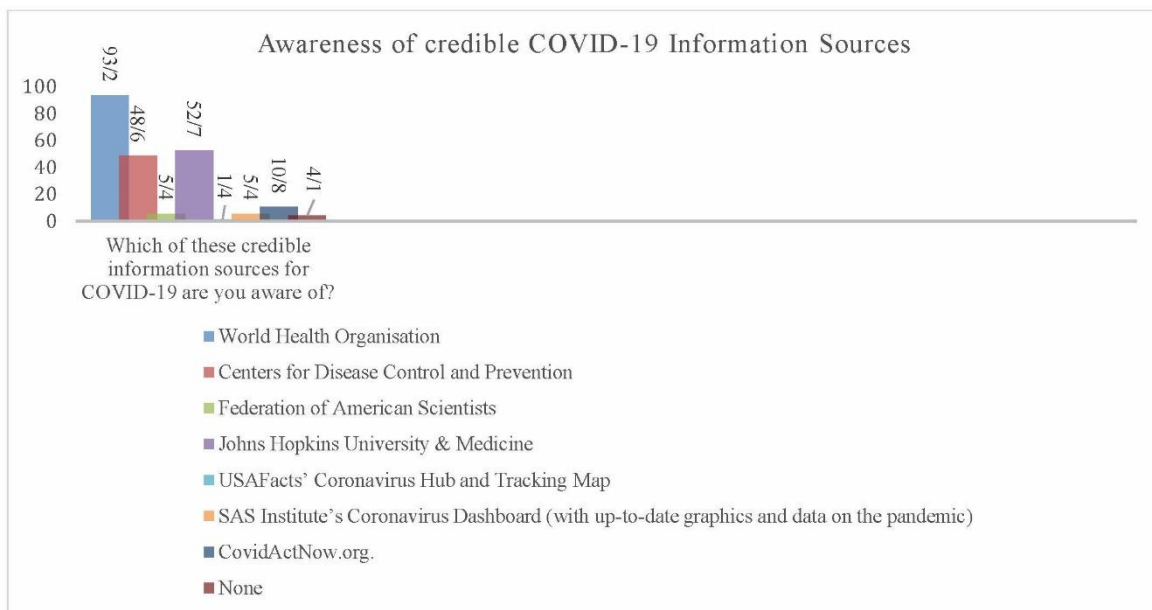 Awareness of credible COVID-19 Information Sources
93/2
48/6
5/4
52/7
1/4
5/4
10/8
4/1
100
80
60
40
20
0
Which of these credible
information sources for
COVID-19 are you aware of?
World Health Organisation
Centers for Disease Control and Prevention
Federation of American Scientists
Johns Hopkins University & Medicine
USAFacts’ Coronavirus Hub and Tracking Map
SAS Institute’s Coronavirus Dashboard (with up-to-date graphics and data on the pandemic)
CovidActNow.org.
None